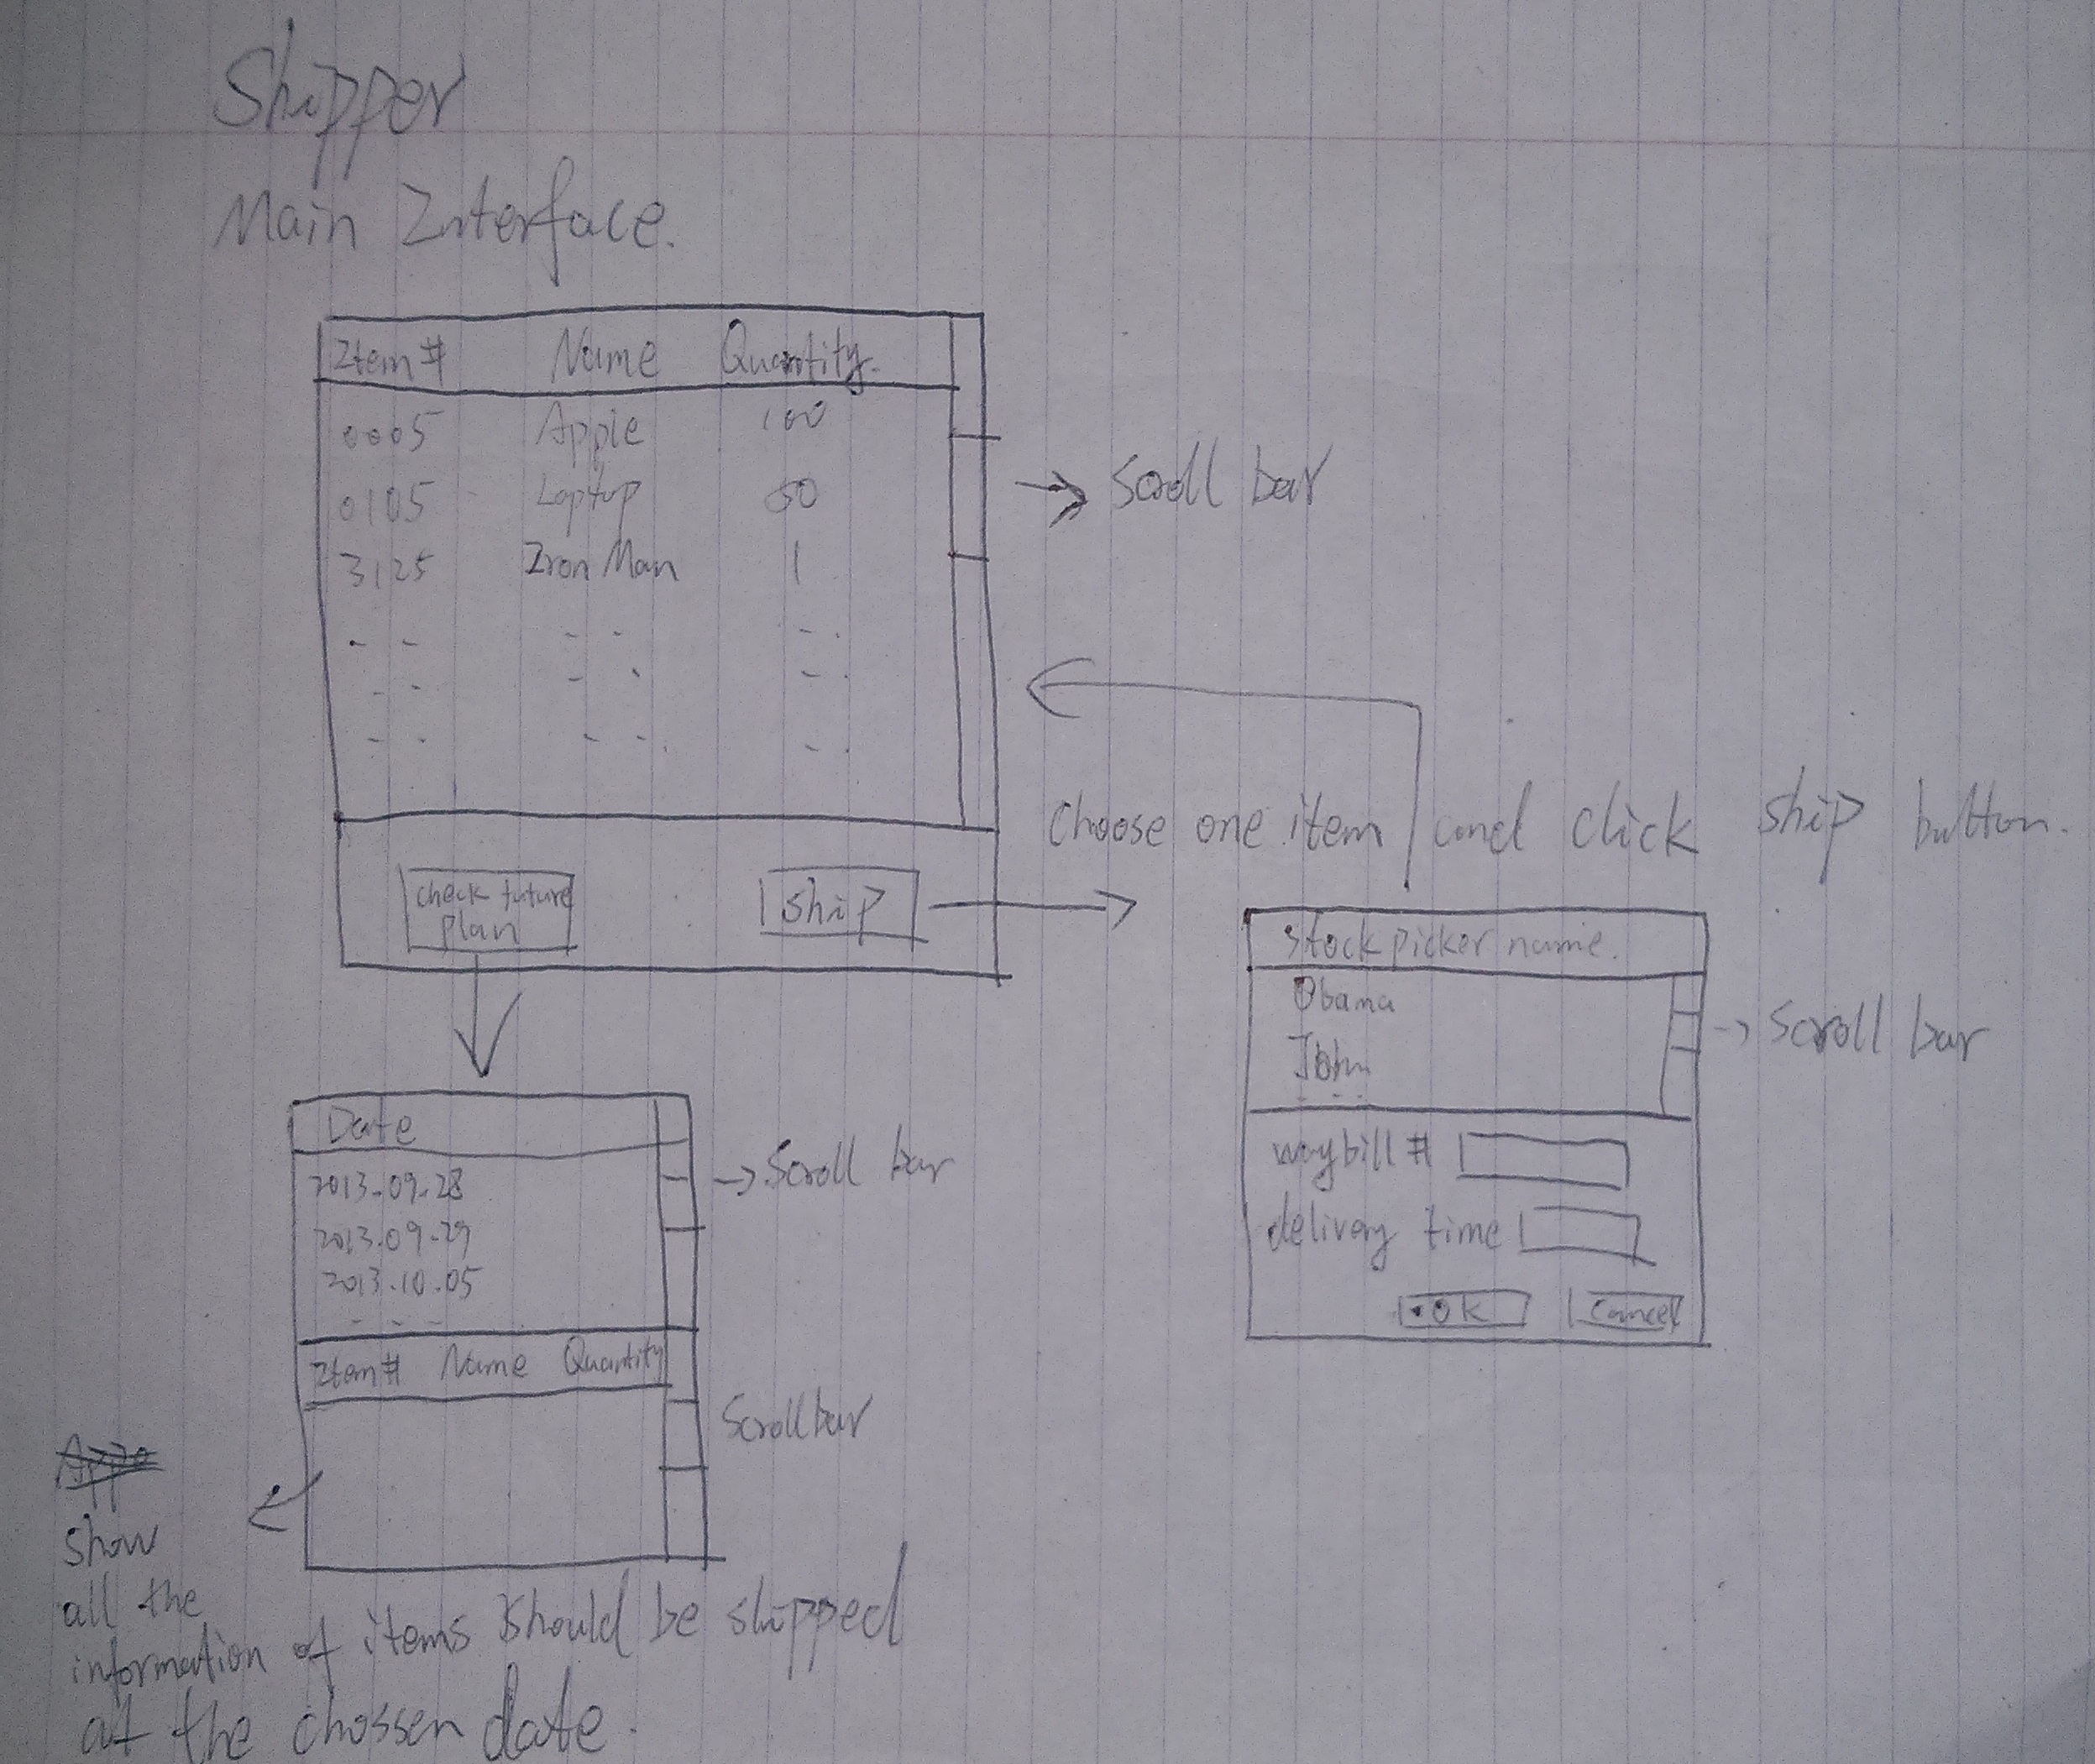 Shipper
Main Interface.
Item # Name Quantity.
0005 Apple 100
0105 Laptop 50
3125 Iron Man 1
→ Scroll bar
Choose one item and click ship button.
check future
plan
ship
Stock picker name.
Obama
John
→ Scroll bar
waybill #
delivery time
OK Cancel
Date
2013.09.28
2013.09.29
2013.10.05
→ Scroll bar
Item # Name Quantity
Scroll bar
show
all the
information of items should be shipped
at the chossen date.